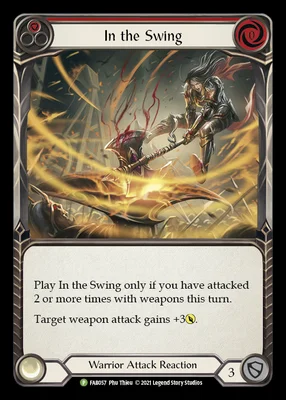 In the Swing
Play In the Swing only if you have attacked
2 or more times with weapons this turn.
Target weapon attack gains +3
Warrior Attack Reaction
3
P FAB057 Phu Thieu © 2021 Legend Story Studios